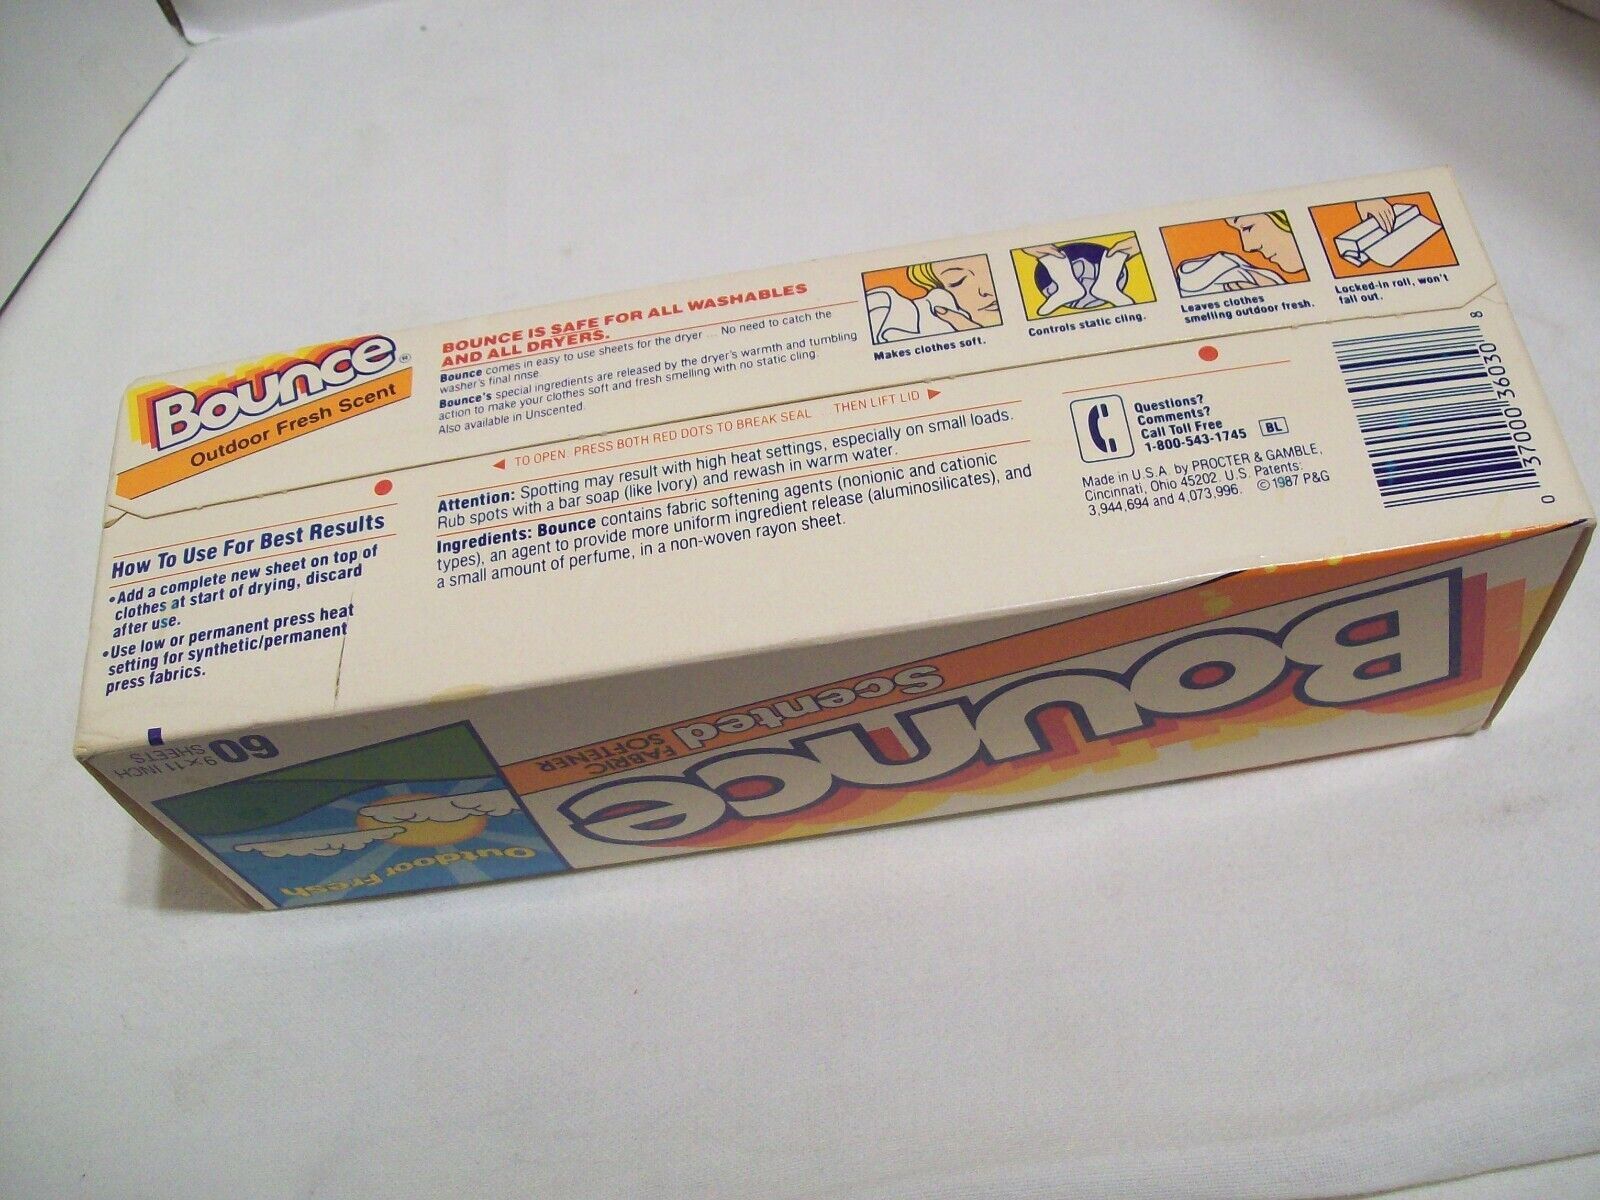 Bounce®
Outdoor Fresh Scent
BOUNCE IS SAFE FOR ALL WASHABLES
AND ALL DRYERS.
Bounce comes in easy to use sheets for the dryer ... No need to catch the
washer's final rinse.
Bounce's special ingredients are released by the dryer's warmth and tumbling
action to make your clothes soft and fresh smelling with no static cling.
Also available in Unscented.
Makes clothes soft.
Controls static cling.
Leaves clothes
smelling outdoor fresh.
Locked-in roll, won't
fall out.
◀ TO OPEN: PRESS BOTH RED DOTS TO BREAK SEAL ... THEN LIFT LID ▶
How To Use For Best Results
•Add a complete new sheet on top of
clothes at start of drying, discard
after use.
•Use low or permanent press heat
setting for synthetic/permanent
press fabrics.
Attention: Spotting may result with high heat settings, especially on small loads.
Rub spots with a bar soap (like Ivory) and rewash in warm water.
Ingredients: Bounce contains fabric softening agents (nonionic and cationic
types), an agent to provide more uniform ingredient release (aluminosilicates), and
a small amount of perfume, in a non-woven rayon sheet.
Questions?
Comments?
Call Toll Free
1-800-543-1745 BL
Made in U.S.A. by PROCTER & GAMBLE,
Cincinnati, Ohio 45202. U.S. Patents:
3,944,694 and 4,073,996. ©1987 P&G
0 37000 36030 8
Bounce
FABRIC
SOFTENER
Scented
Outdoor Fresh
60
9×11 INCH
SHEETS